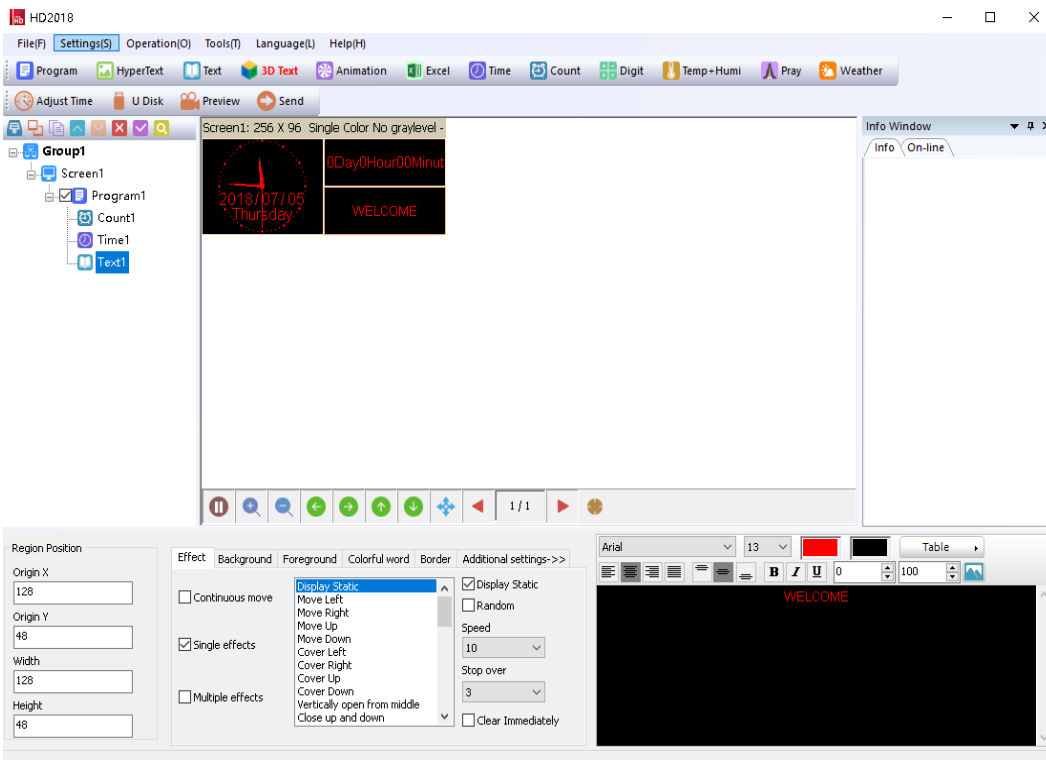 HD2018
File(F) Settings(S) Operation(O) Tools(T) Language(L) Help(H)
Program HyperText Text 3D Text Animation Excel Time Count Digit Temp+Humi Pray Weather
Adjust Time U Disk Preview Send
Screen1: 256 X 96 Single Color No graylevel -
Info Window
Info On-line
Group1
Screen1
Program1
Count1
Time1
Text1
0Day0Hour00Minut
2018/07/05
Thursday
WELCOME
1/1
Region Position
Origin X
128
Origin Y
48
Width
128
Height
48
Effect Background Foreground Colorful word Border Additional settings->>
Continuous move
Single effects
Multiple effects
Display Static
Move Left
Move Right
Move Up
Move Down
Cover Left
Cover Right
Cover Up
Cover Down
Vertically open from middle
Close up and down
Display Static
Random
Speed
10
Stop over
3
Clear Immediately
Arial 13 Table
B I U 0 100
WELCOME